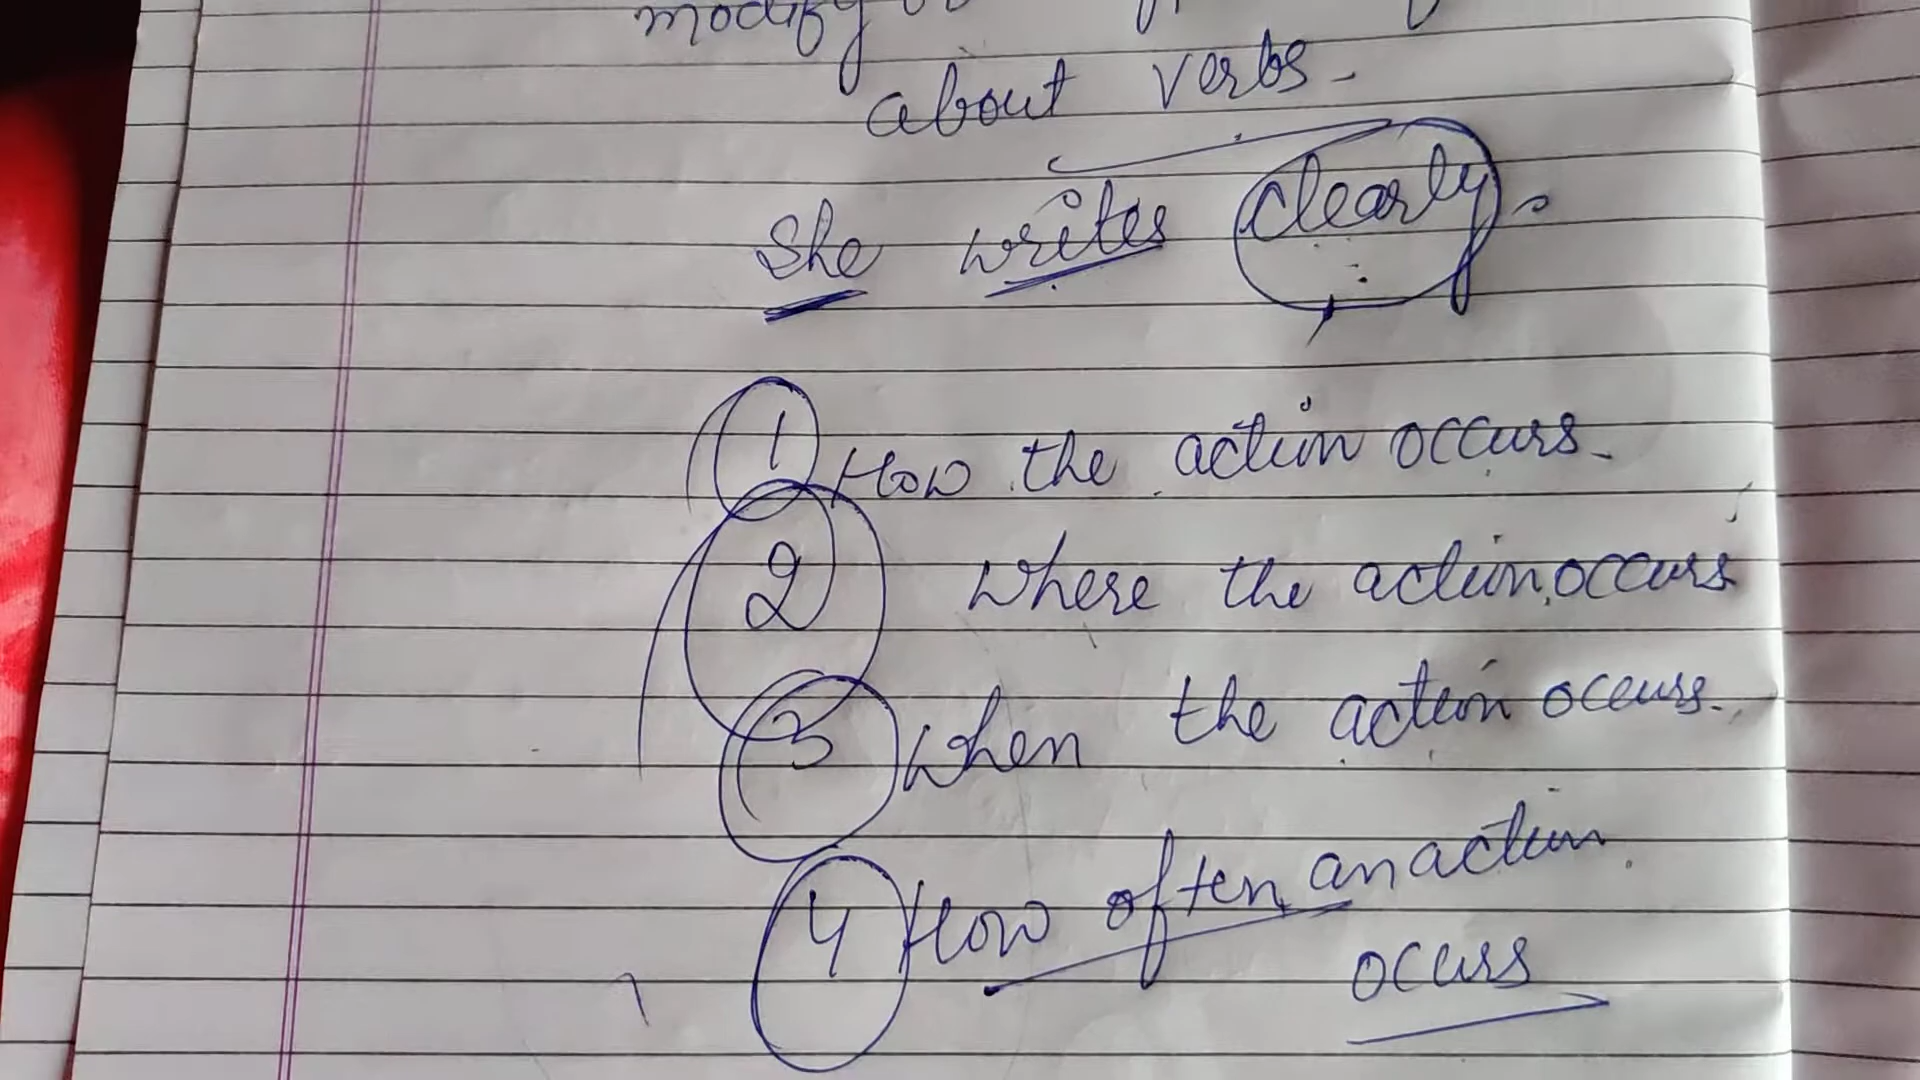 modify
about verbs.
She writes clearly.
1 How the action occurs.
2 Where the action occurs
3 When the action occurs.
4 How often an action
occurs